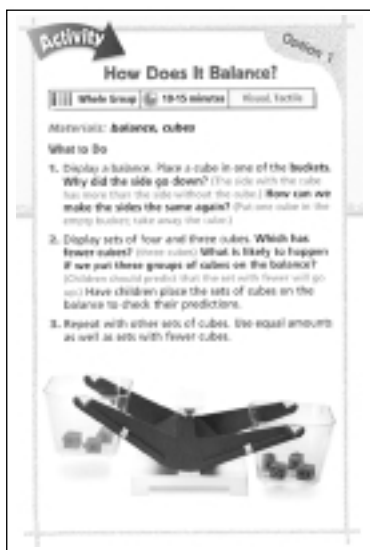 Activity
Option 1
How Does It Balance?
Whole Group
10-15 minutes
Visual, Tactile
Materials: balance, cubes
What to Do
1. Display a balance. Place a cube in one of the buckets.
Why did the side go down? (The side with the cube
has more than the side without the cube.) How can we
make the sides the same again? (Put one cube in the
empty bucket; take away the cube.)
2. Display sets of four and three cubes. Which has
fewer cubes? (three cubes) What is likely to happen
if we put these groups of cubes on the balance?
(Children should predict that the set with fewer will go
up.) Have children place the sets of cubes on the
balance to check their predictions.
3. Repeat with other sets of cubes. Use equal amounts
as well as sets with fewer cubes.